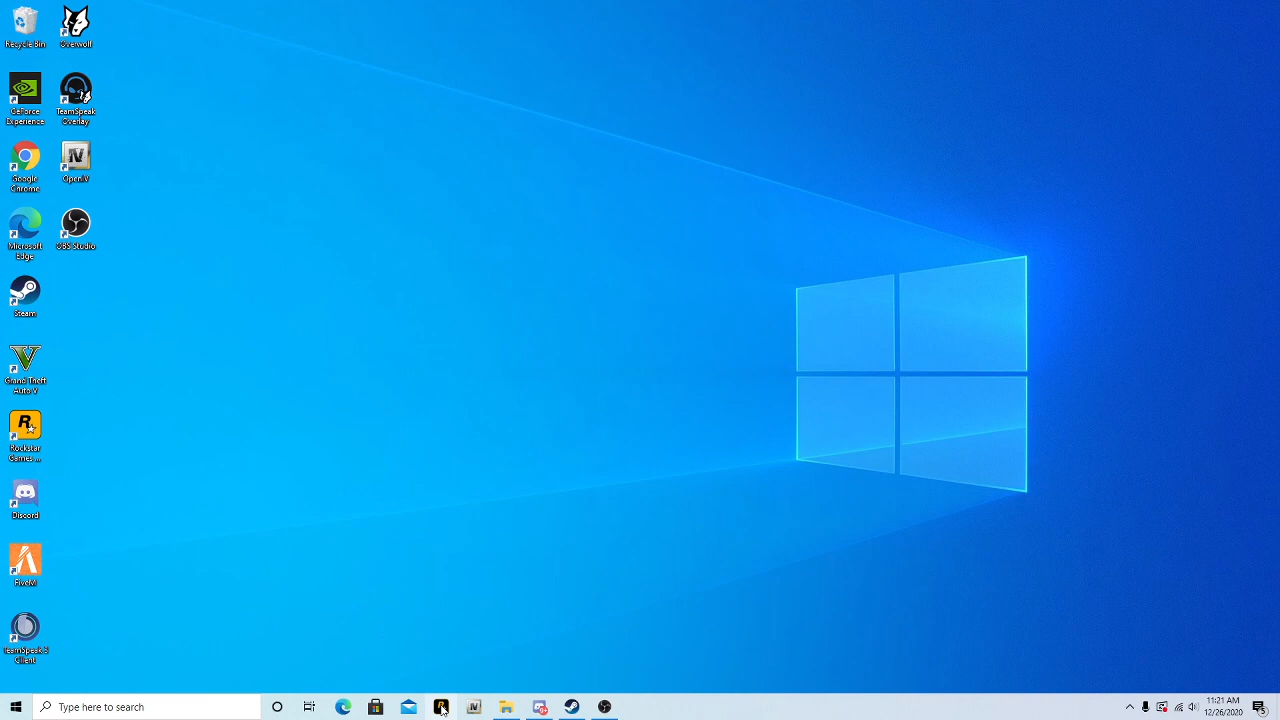 Recycle Bin
Overwolf
GeForce
Experience
TeamSpeak
Overlay
Google
Chrome
OpenIV
Microsoft
Edge
OBS Studio
Steam
Grand Theft
Auto V
Rockstar
Games ...
Discord
FiveM
TeamSpeak 5
Client
Type here to search
11:21 AM
12/26/2020